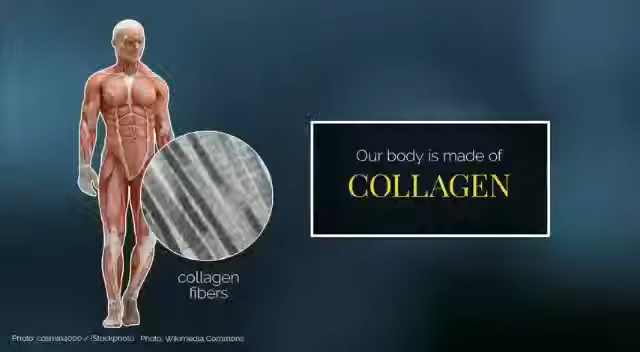 Our body is made of
COLLAGEN
collagen
fibers
Photo: cosmin4000 / iStockphoto Photo: Wikimedia Commons